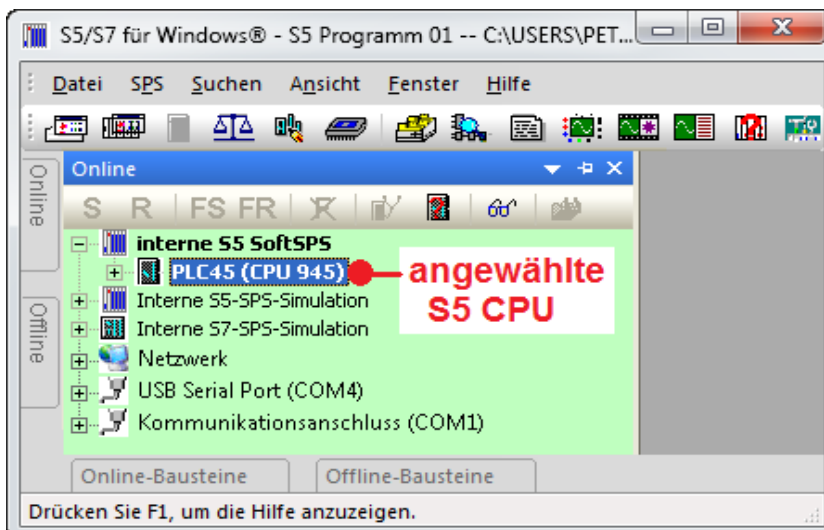 S5/S7 für Windows® - S5 Programm 01 -- C:\USERS\PET...
Datei SPS Suchen Ansicht Fenster Hilfe
Online
Online
S R FS FR
interne S5 SoftSPS
PLC45 (CPU 945)
angewählte
S5 CPU
Interne S5-SPS-Simulation
Interne S7-SPS-Simulation
Offline
Netzwerk
USB Serial Port (COM4)
Kommunikationsanschluss (COM1)
Online-Bausteine Offline-Bausteine
Drücken Sie F1, um die Hilfe anzuzeigen.